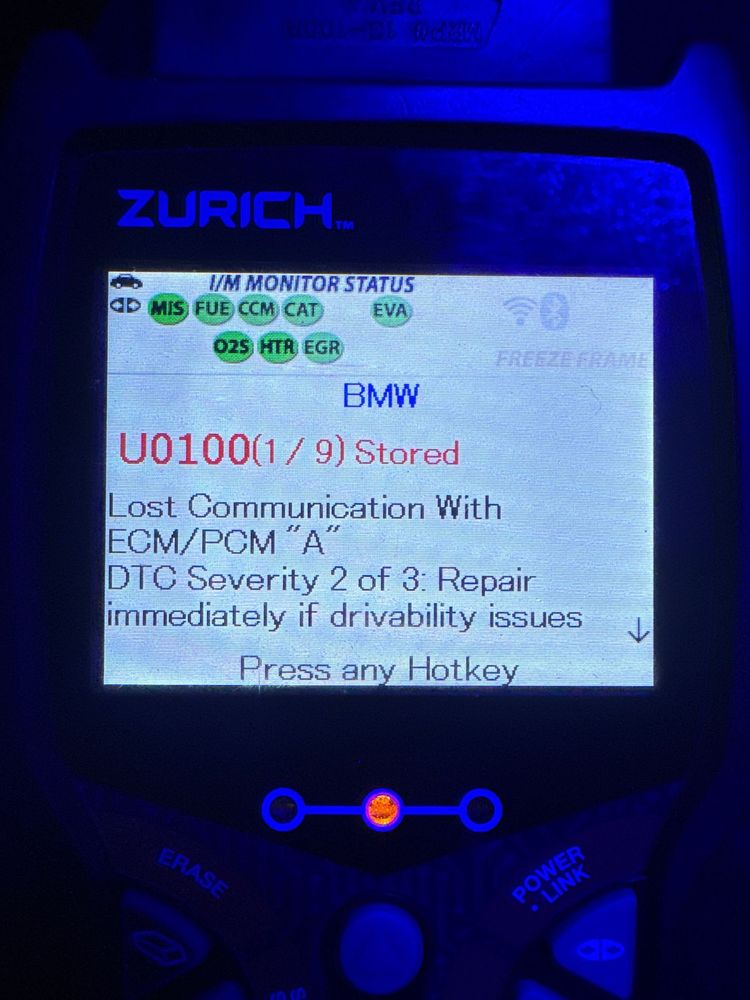 ZURICH™
I/M MONITOR STATUS
MIS FUE CCM CAT EVA
O2S HTR EGR
FREEZE FRAME
BMW
U0100(1 / 9) Stored
Lost Communication With
ECM/PCM "A"
DTC Severity 2 of 3: Repair
immediately if drivability issues
Press any Hotkey
ERASE
POWER
• LINK